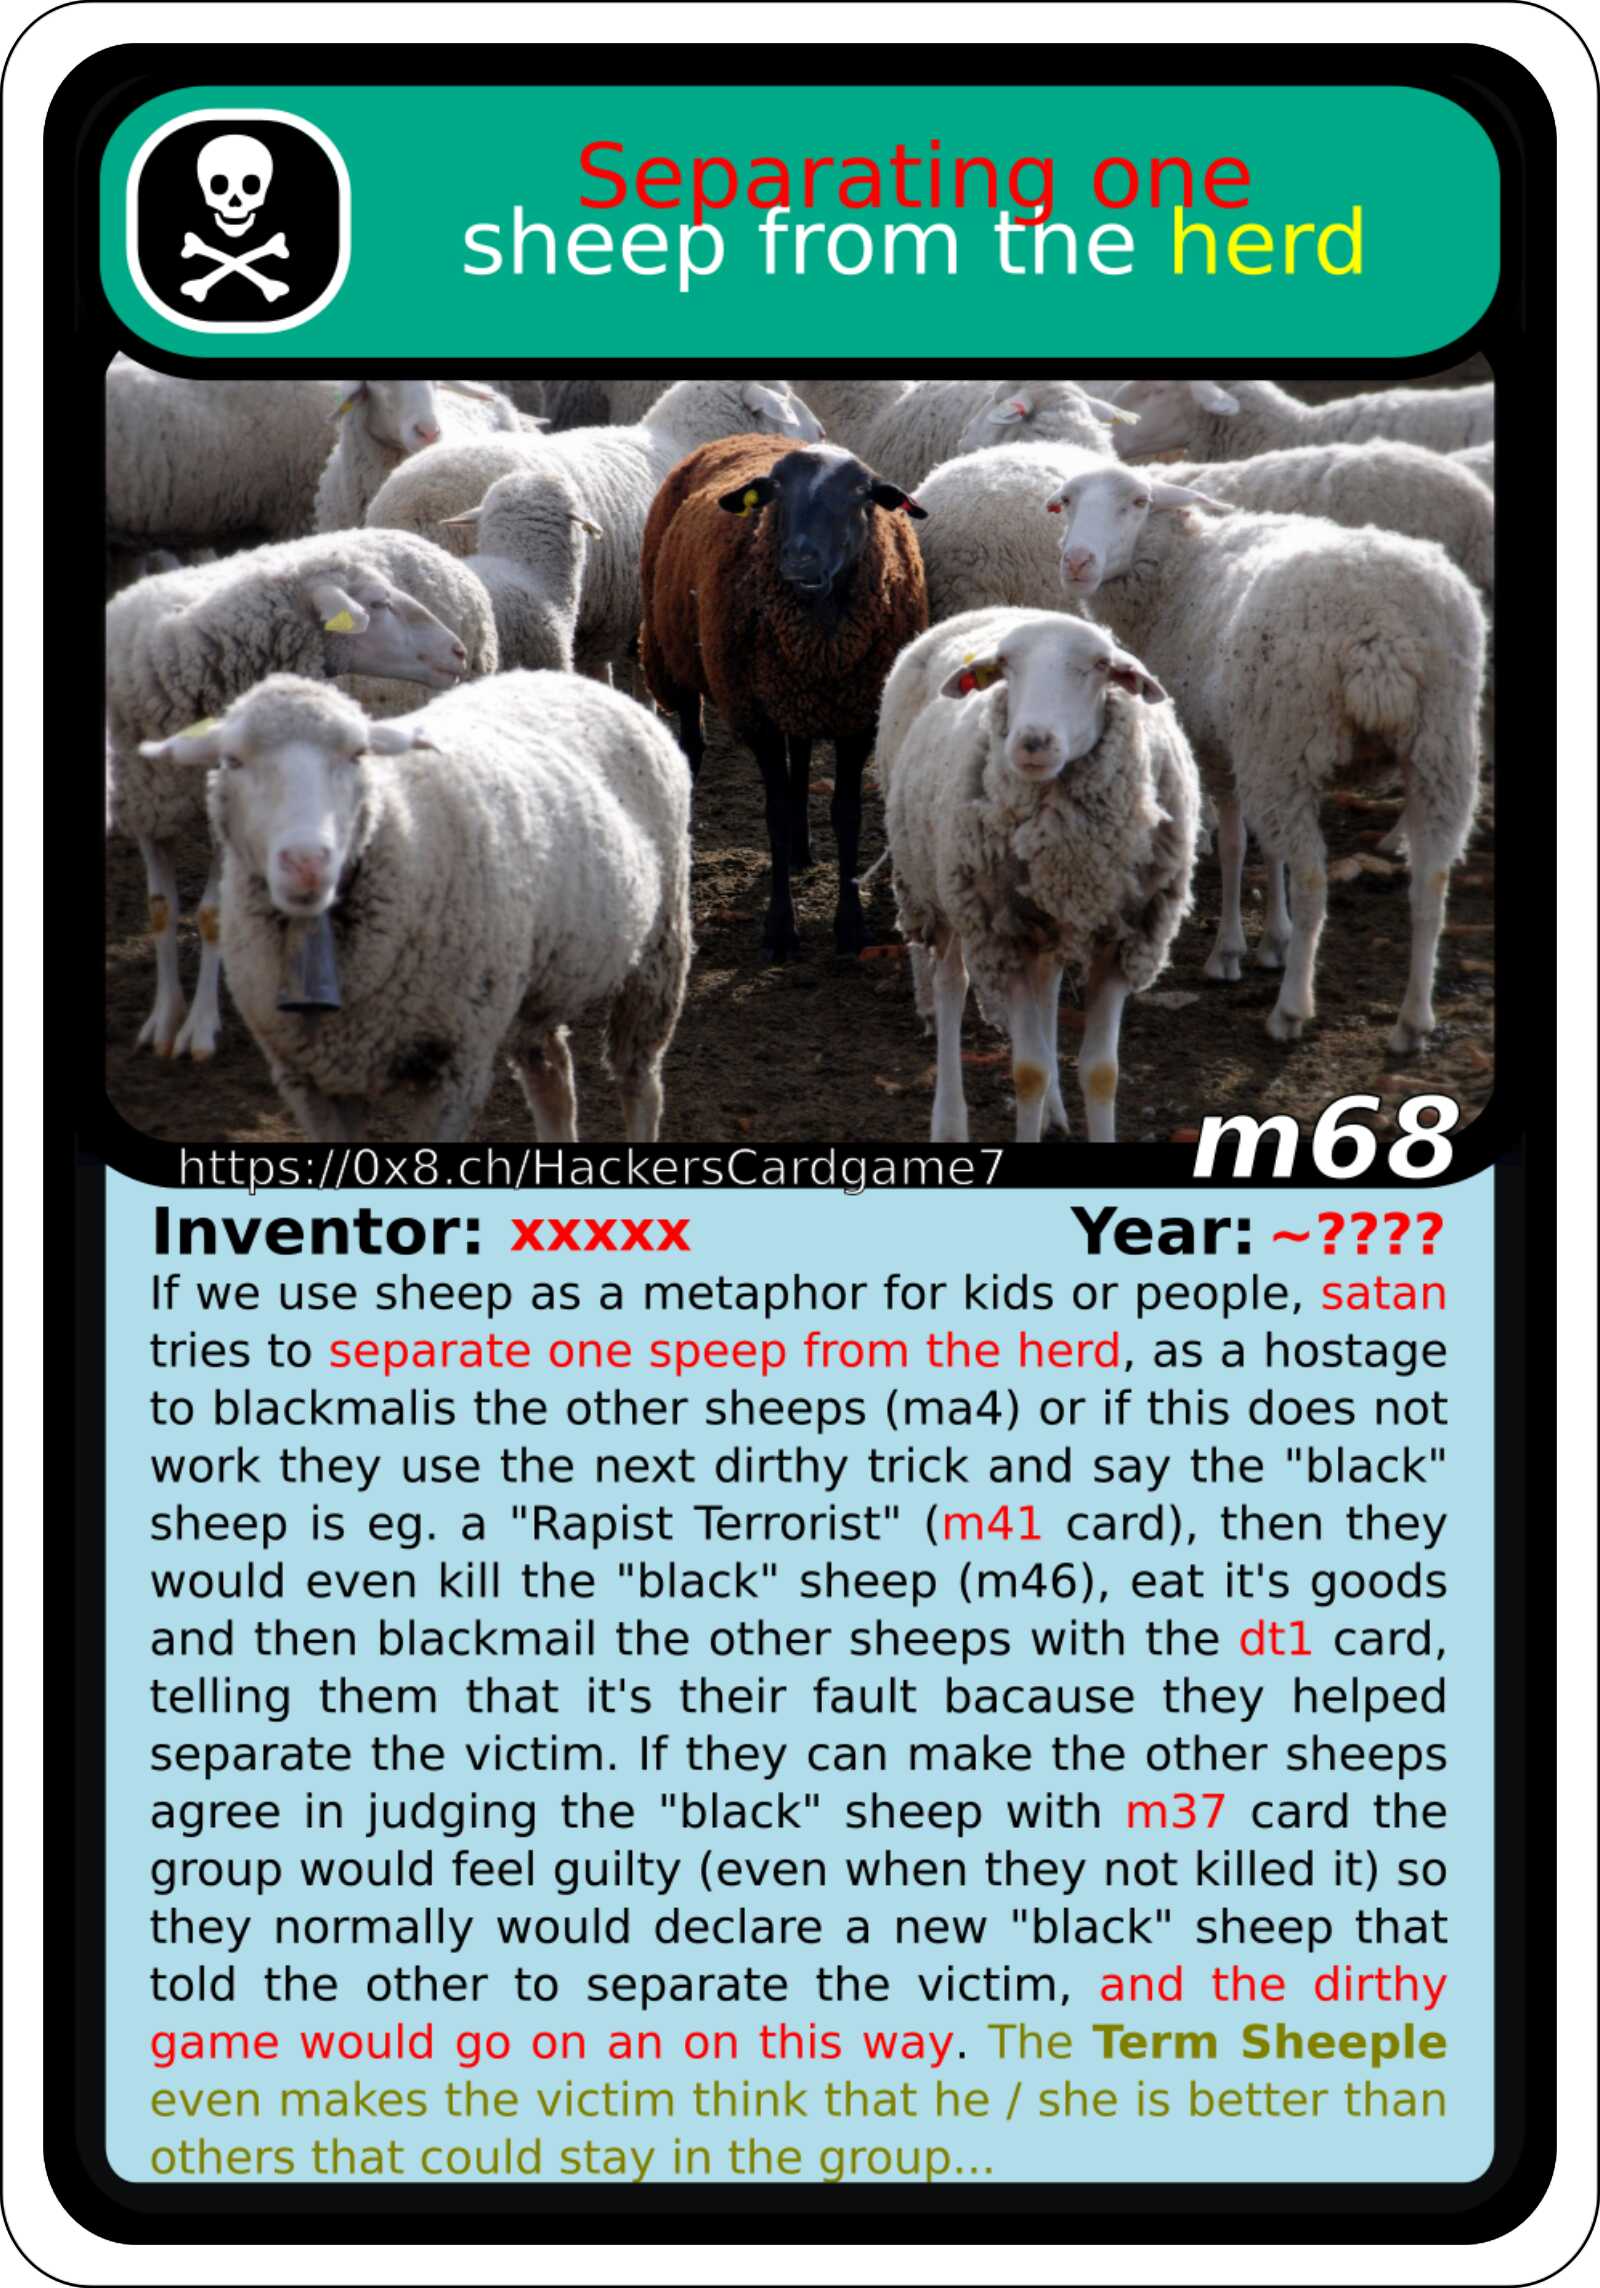 Separating one
sheep from the herd
https://0x8.ch/HackersCardgame7
m68
Inventor: xxxxx Year: ~????
If we use sheep as a metaphor for kids or people, satan
tries to separate one speep from the herd, as a hostage
to blackmalis the other sheeps (ma4) or if this does not
work they use the next dirthy trick and say the "black"
sheep is eg. a "Rapist Terrorist" (m41 card), then they
would even kill the "black" sheep (m46), eat it's goods
and then blackmail the other sheeps with the dt1 card,
telling them that it's their fault bacause they helped
separate the victim. If they can make the other sheeps
agree in judging the "black" sheep with m37 card the
group would feel guilty (even when they not killed it) so
they normally would declare a new "black" sheep that
told the other to separate the victim, and the dirthy
game would go on an on this way. The Term Sheeple
even makes the victim think that he / she is better than
others that could stay in the group...